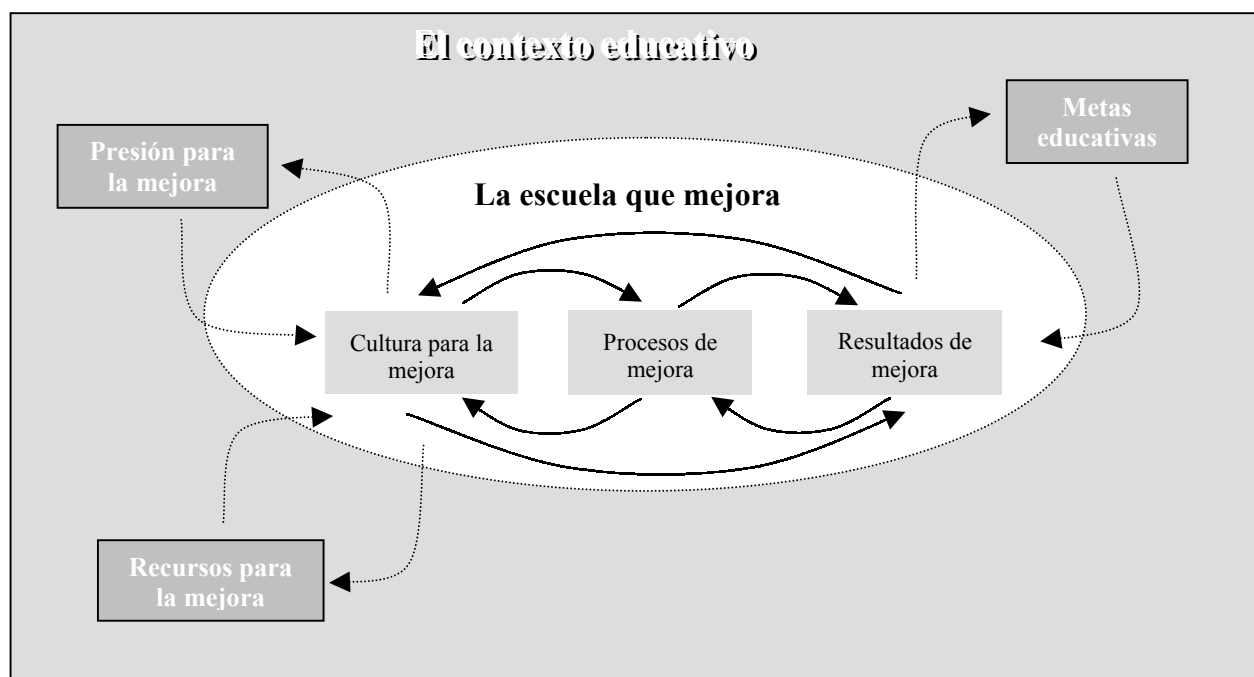 El contexto educativo
Metas
educativas
Presión para
la mejora
La escuela que mejora
Cultura para la
mejora
Procesos de
mejora
Resultados de
mejora
Recursos para
la mejora